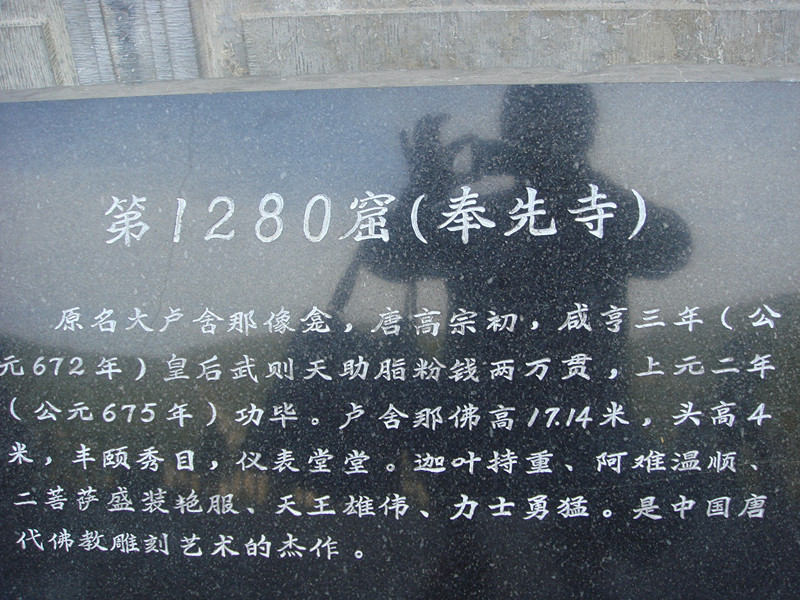 第1280窟(奉先寺)
原名大卢舍那像龛，唐高宗初，咸亨三年（公
元672年）皇后武则天助脂粉钱两万贯，上元二年
（公元675年）功毕。卢舍那佛高17.14米，头高4
米，丰颐秀目，仪表堂堂。迦叶持重、阿难温顺、
二菩萨盛装艳服、天王雄伟、力士勇猛。是中国唐
代佛教雕刻艺术的杰作。